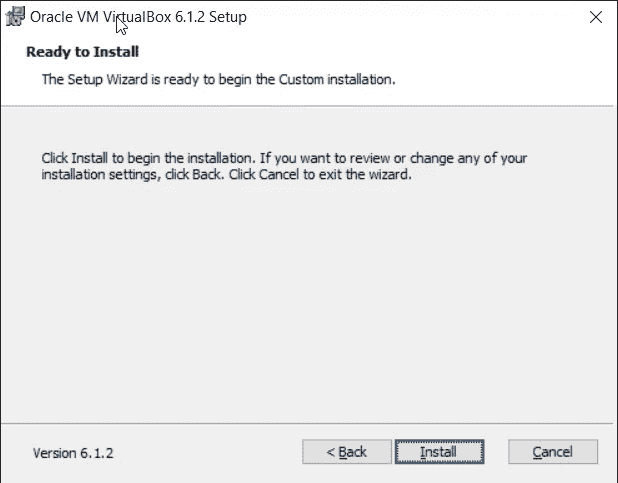 Oracle VM VirtualBox 6.1.2 Setup
Ready to Install
The Setup Wizard is ready to begin the Custom installation.
Click Install to begin the installation. If you want to review or change any of your
installation settings, click Back. Click Cancel to exit the wizard.
Version 6.1.2
< Back
Install
Cancel